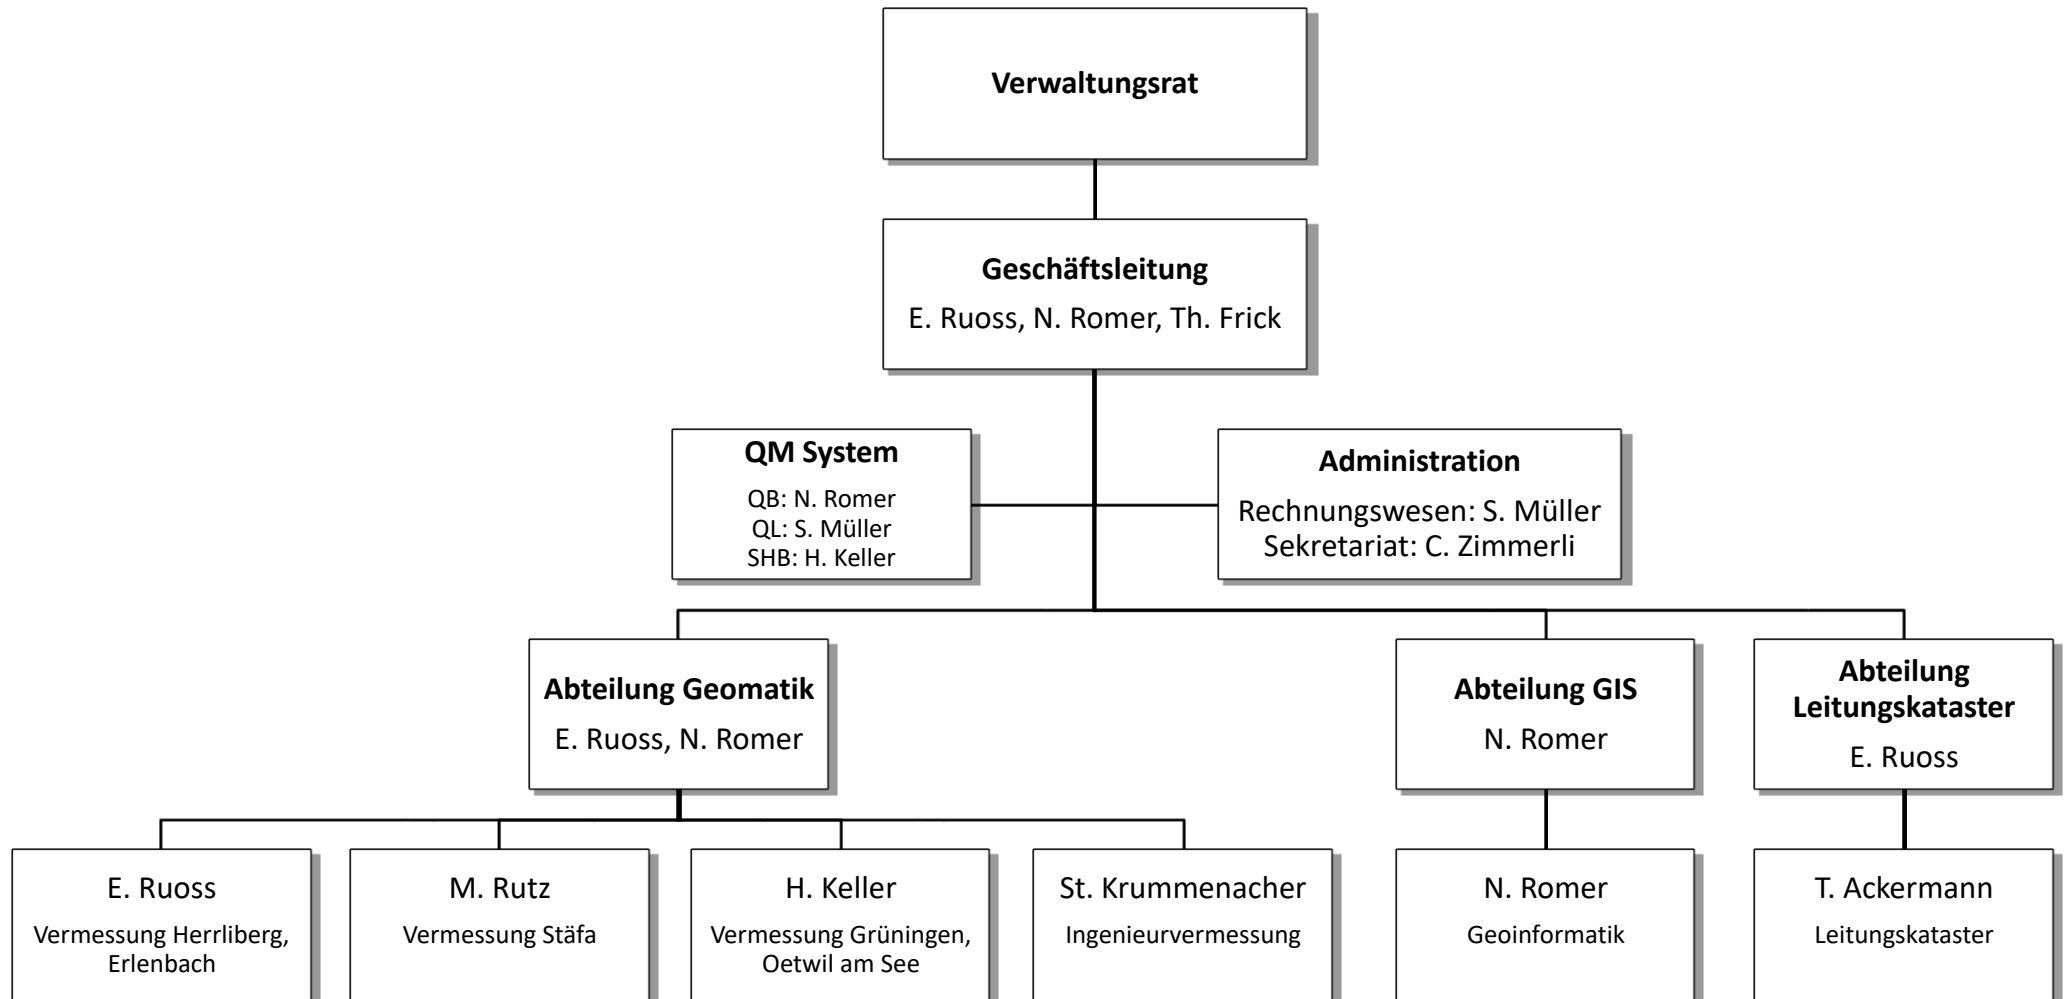 Verwaltungsrat
Geschäftsleitung
E. Ruoss, N. Romer, Th. Frick
QM System
QB: N. Romer
QL: S. Müller
SHB: H. Keller
Administration
Rechnungswesen: S. Müller
Sekretariat: C. Zimmerli
Abteilung Geomatik
E. Ruoss, N. Romer
Abteilung GIS
N. Romer
Abteilung
Leitungskataster
E. Ruoss
E. Ruoss
Vermessung Herrliberg,
Erlenbach
M. Rutz
Vermessung Stäfa
H. Keller
Vermessung Grüningen,
Oetwil am See
St. Krummenacher
Ingenieurvermessung
N. Romer
Geoinformatik
T. Ackermann
Leitungskataster